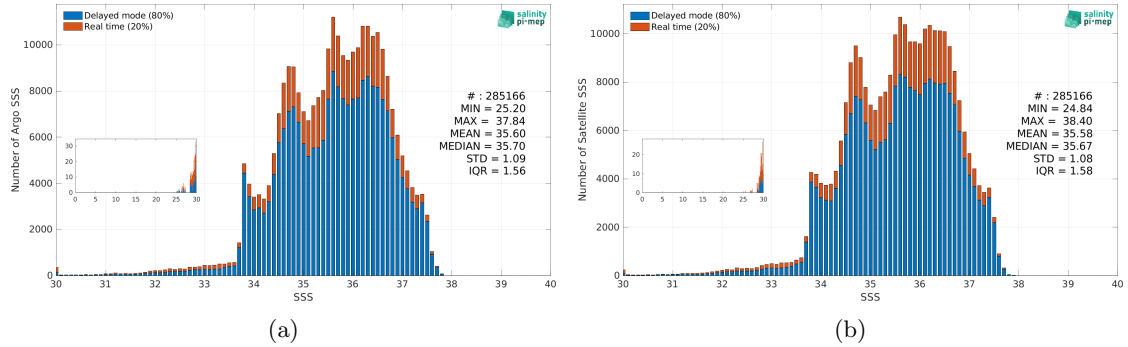 Delayed mode (80%)
Real time (20%)
salinity
pi-mep
Number of Argo SSS
10000
8000
6000
4000
2000
0
# : 285166
MIN = 25.20
MAX = 37.84
MEAN = 35.60
MEDIAN = 35.70
STD = 1.09
IQR = 1.56
30
20
10
0
0 5 10 15 20 25 30
30 31 32 33 34 35 36 37 38 39 40
SSS
(a)
Delayed mode (80%)
Real time (20%)
salinity
pi-mep
Number of Satellite SSS
10000
8000
6000
4000
2000
0
# : 285166
MIN = 24.84
MAX = 38.40
MEAN = 35.58
MEDIAN = 35.67
STD = 1.08
IQR = 1.58
20
10
0
0 5 10 15 20 25 30
30 31 32 33 34 35 36 37 38 39 40
SSS
(b)